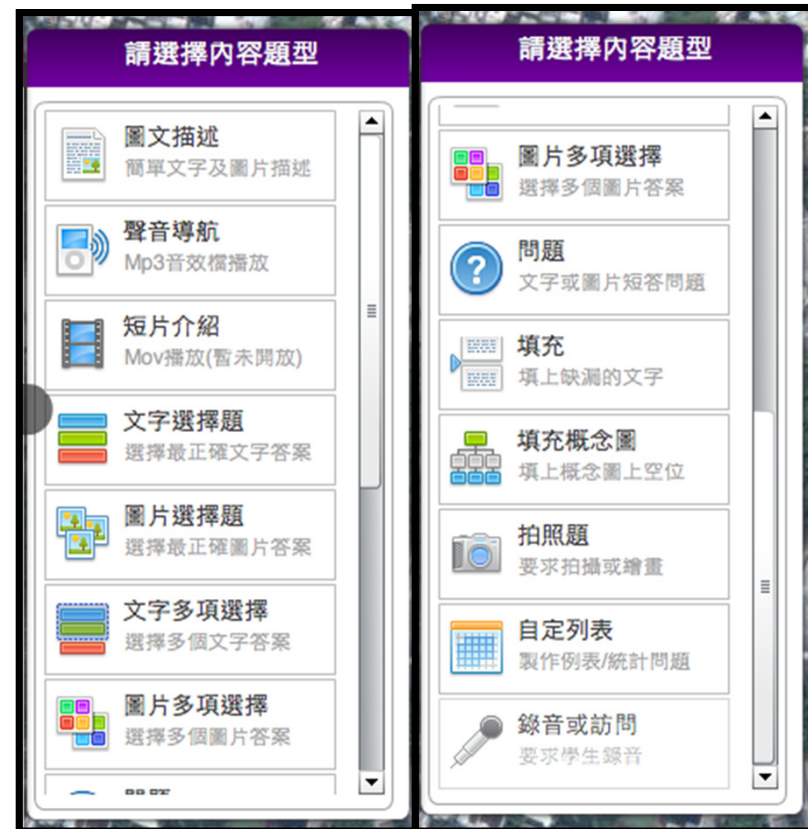 請選擇內容題型
圖文描述
簡單文字及圖片描述
聲音導航
Mp3音效檔播放
短片介紹
Mov播放(暫未開放)
文字選擇題
選擇最正確文字答案
圖片選擇題
選擇最正確圖片答案
文字多項選擇
選擇多個文字答案
圖片多項選擇
選擇多個圖片答案
請選擇內容題型
圖片多項選擇
選擇多個圖片答案
問題
文字或圖片短答問題
填充
填上缺漏的文字
填充概念圖
填上概念圖上空位
拍照題
要求拍攝或繪畫
自定列表
製作例表/統計問題
錄音或訪問
要求學生錄音